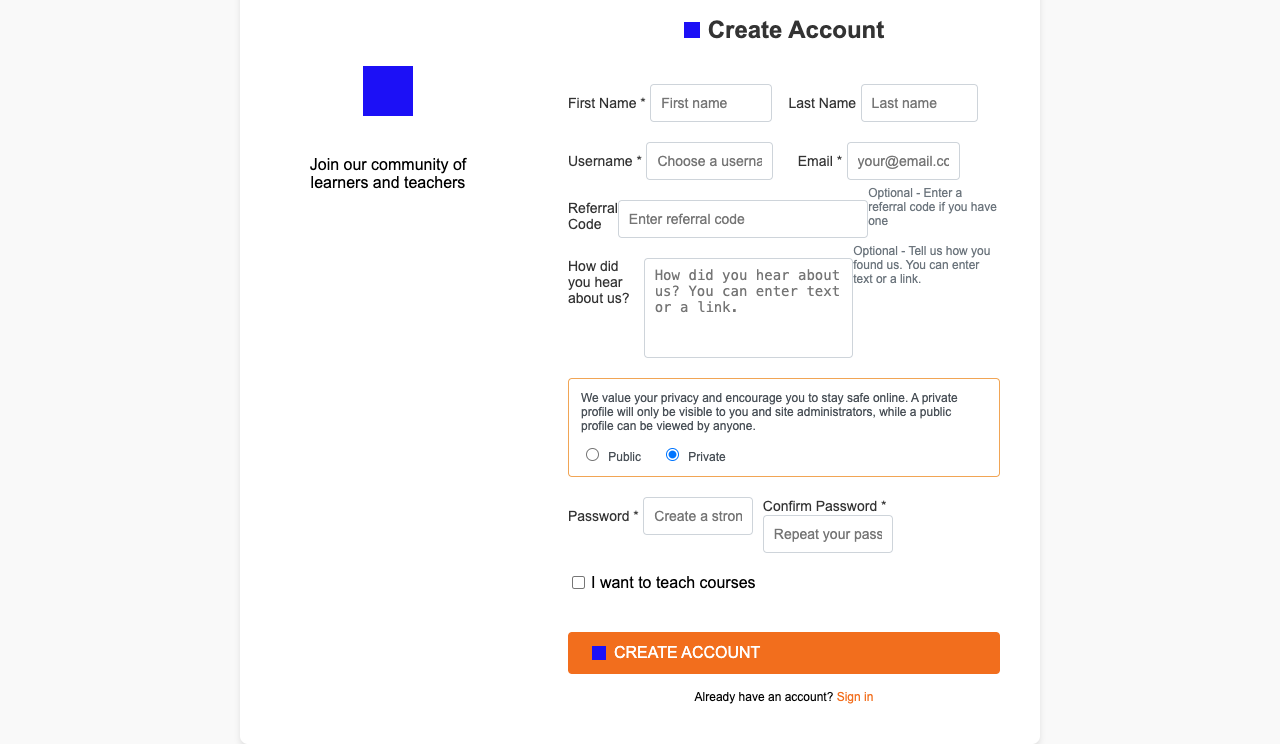 Create Account
Join our community of
learners and teachers
First Name * First name Last Name Last name
Username * Choose a userna Email * your@email.cc
Referral
Code
Enter referral code
Optional - Enter a
referral code if you have
one
How did
you hear
about us?
How did you hear about
us? You can enter text
or a link.
Optional - Tell us how you
found us. You can enter
text or a link.
We value your privacy and encourage you to stay safe online. A private
profile will only be visible to you and site administrators, while a public
profile can be viewed by anyone.
Public Private
Password * Create a stron
Confirm Password *
Repeat your pass
I want to teach courses
CREATE ACCOUNT
Already have an account? Sign in